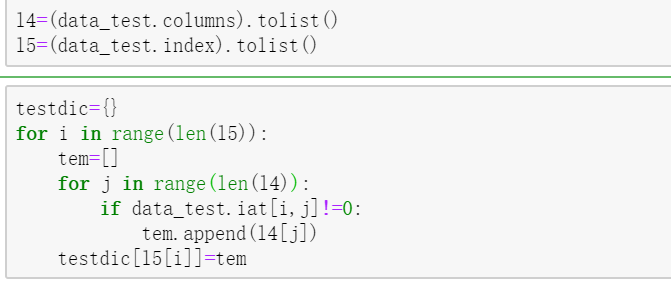 l4=(data_test.columns).tolist()
l5=(data_test.index).tolist()
testdic={}
for i in range(len(l5)):
    tem=[]
    for j in range(len(l4)):
        if data_test.iat[i,j]!=0:
            tem.append(l4[j])
    testdic[l5[i]]=tem